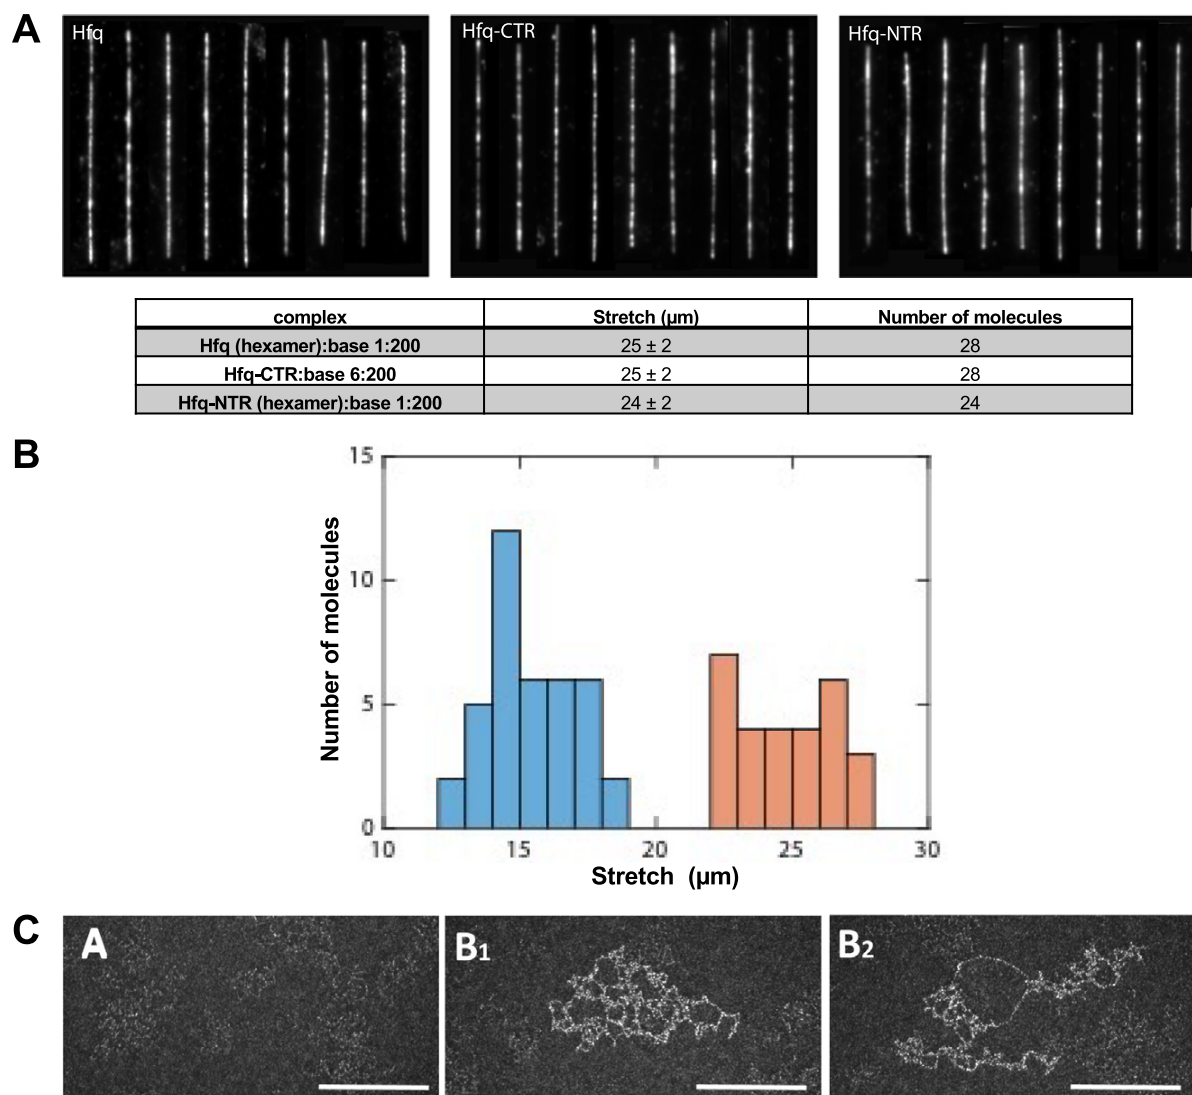 A
Hfq
Hfq-CTR
Hfq-NTR
complex Stretch (µm) Number of molecules
Hfq (hexamer):base 1:200 25 ± 2 28
Hfq-CTR:base 6:200 25 ± 2 28
Hfq-NTR (hexamer):base 1:200 24 ± 2 24
B
15
10
5
0
Number of molecules
10 15 20 25 30
Stretch (µm)
C
A
B1
B2